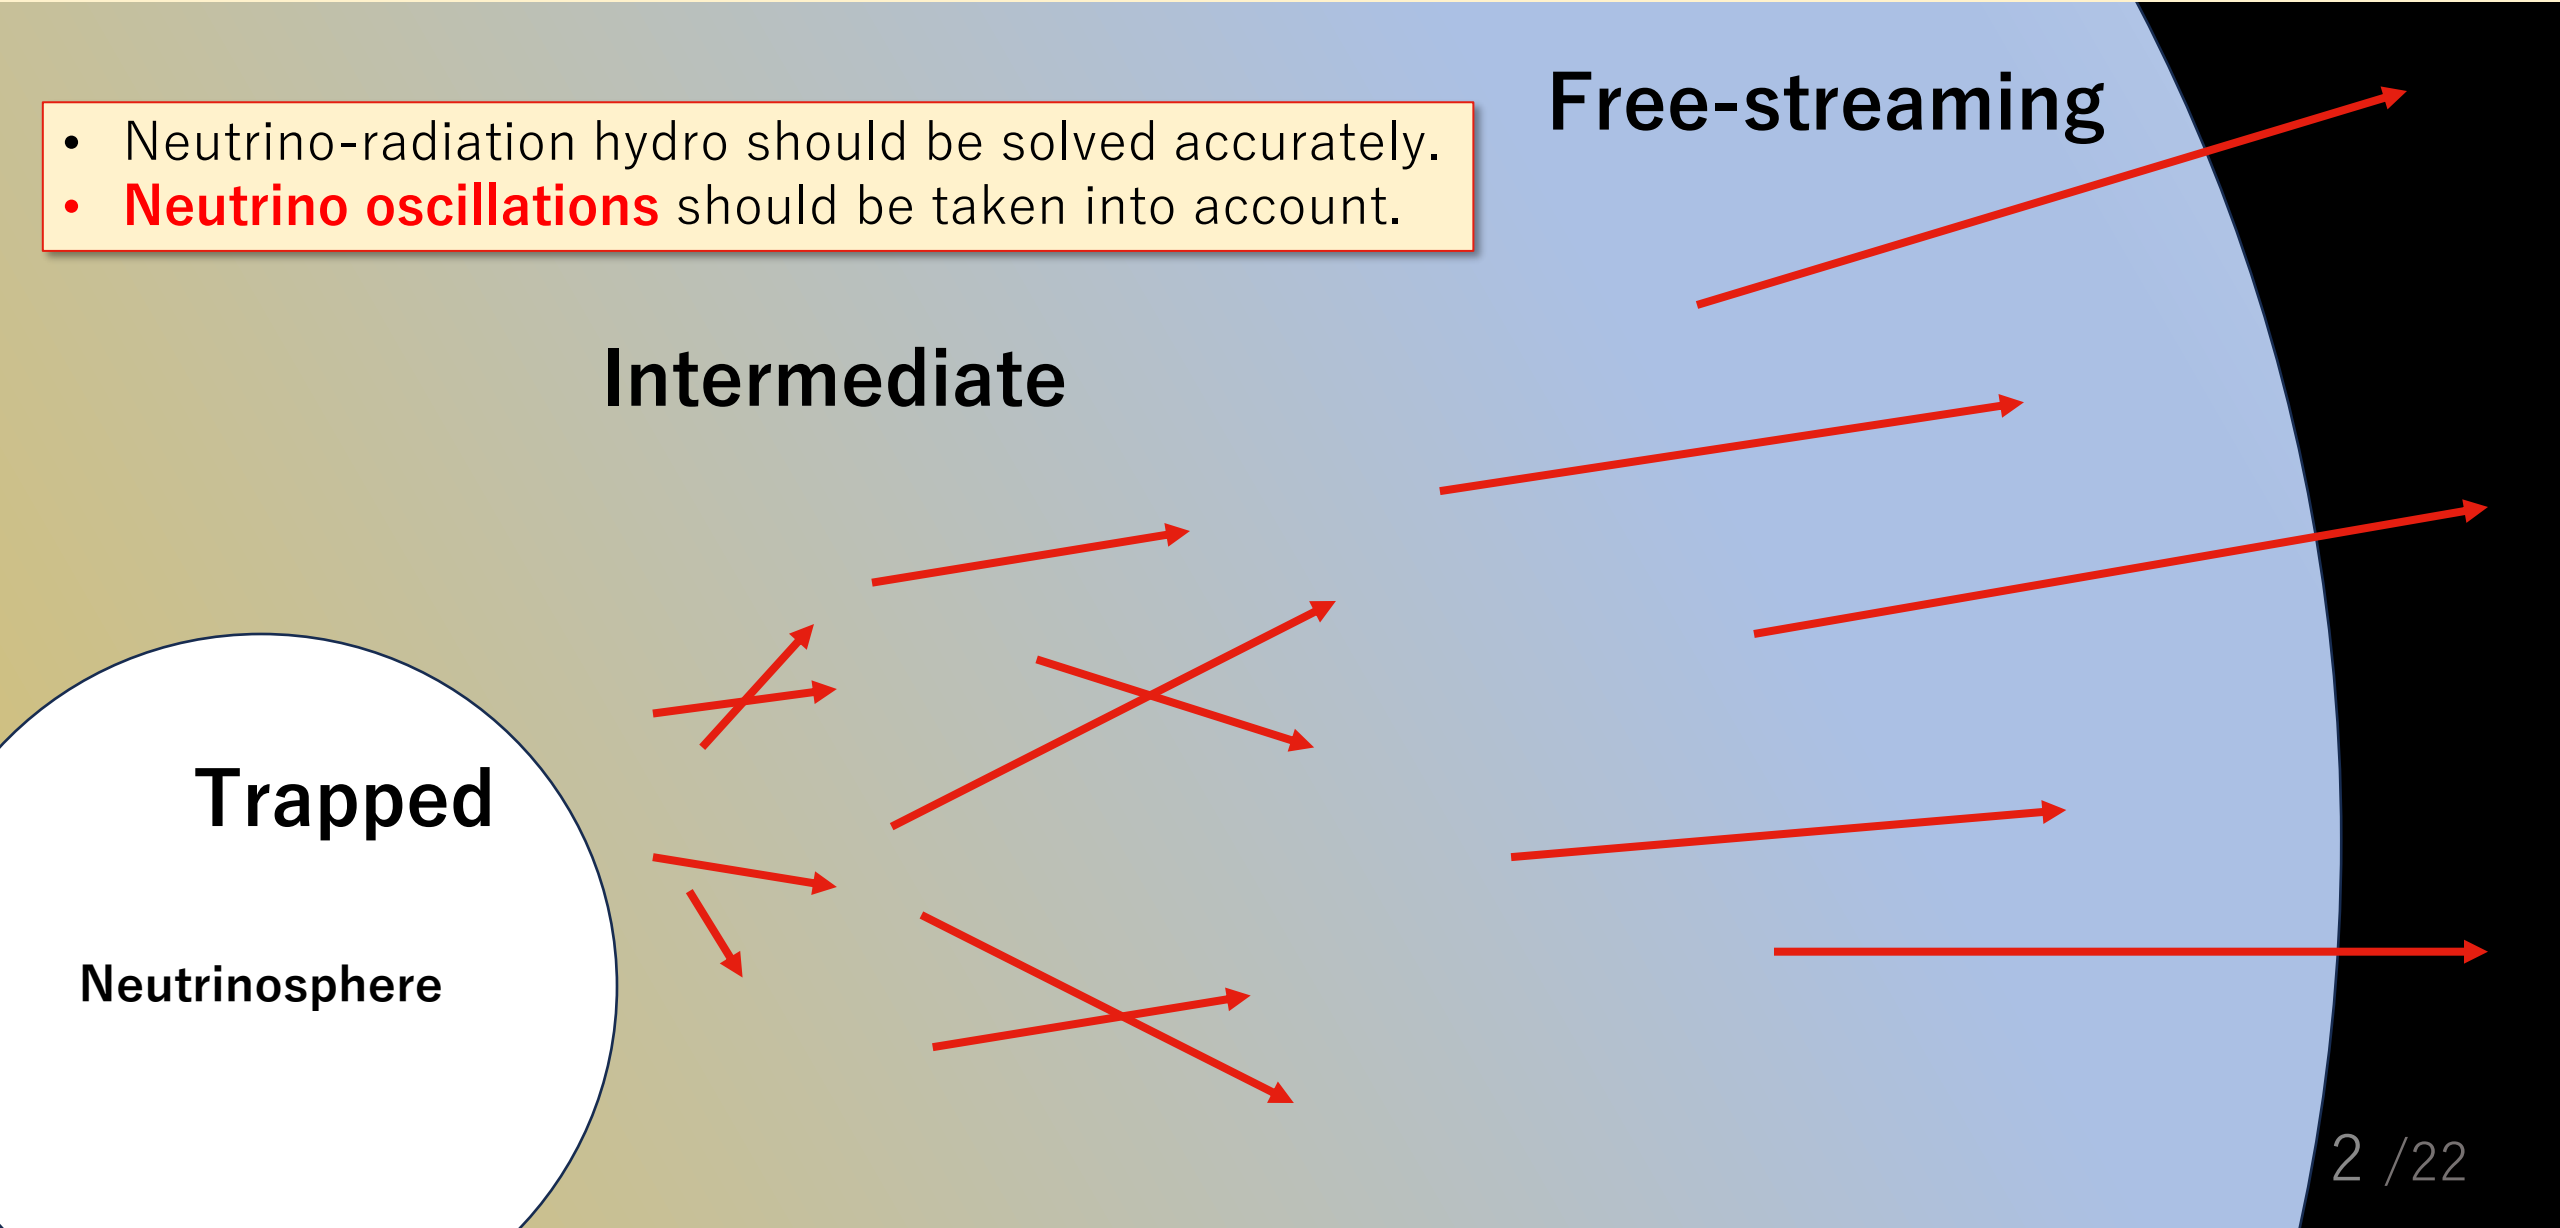 • Neutrino-radiation hydro should be solved accurately.
• Neutrino oscillations should be taken into account.
Free-streaming
Intermediate
Trapped
Neutrinosphere
2 /22